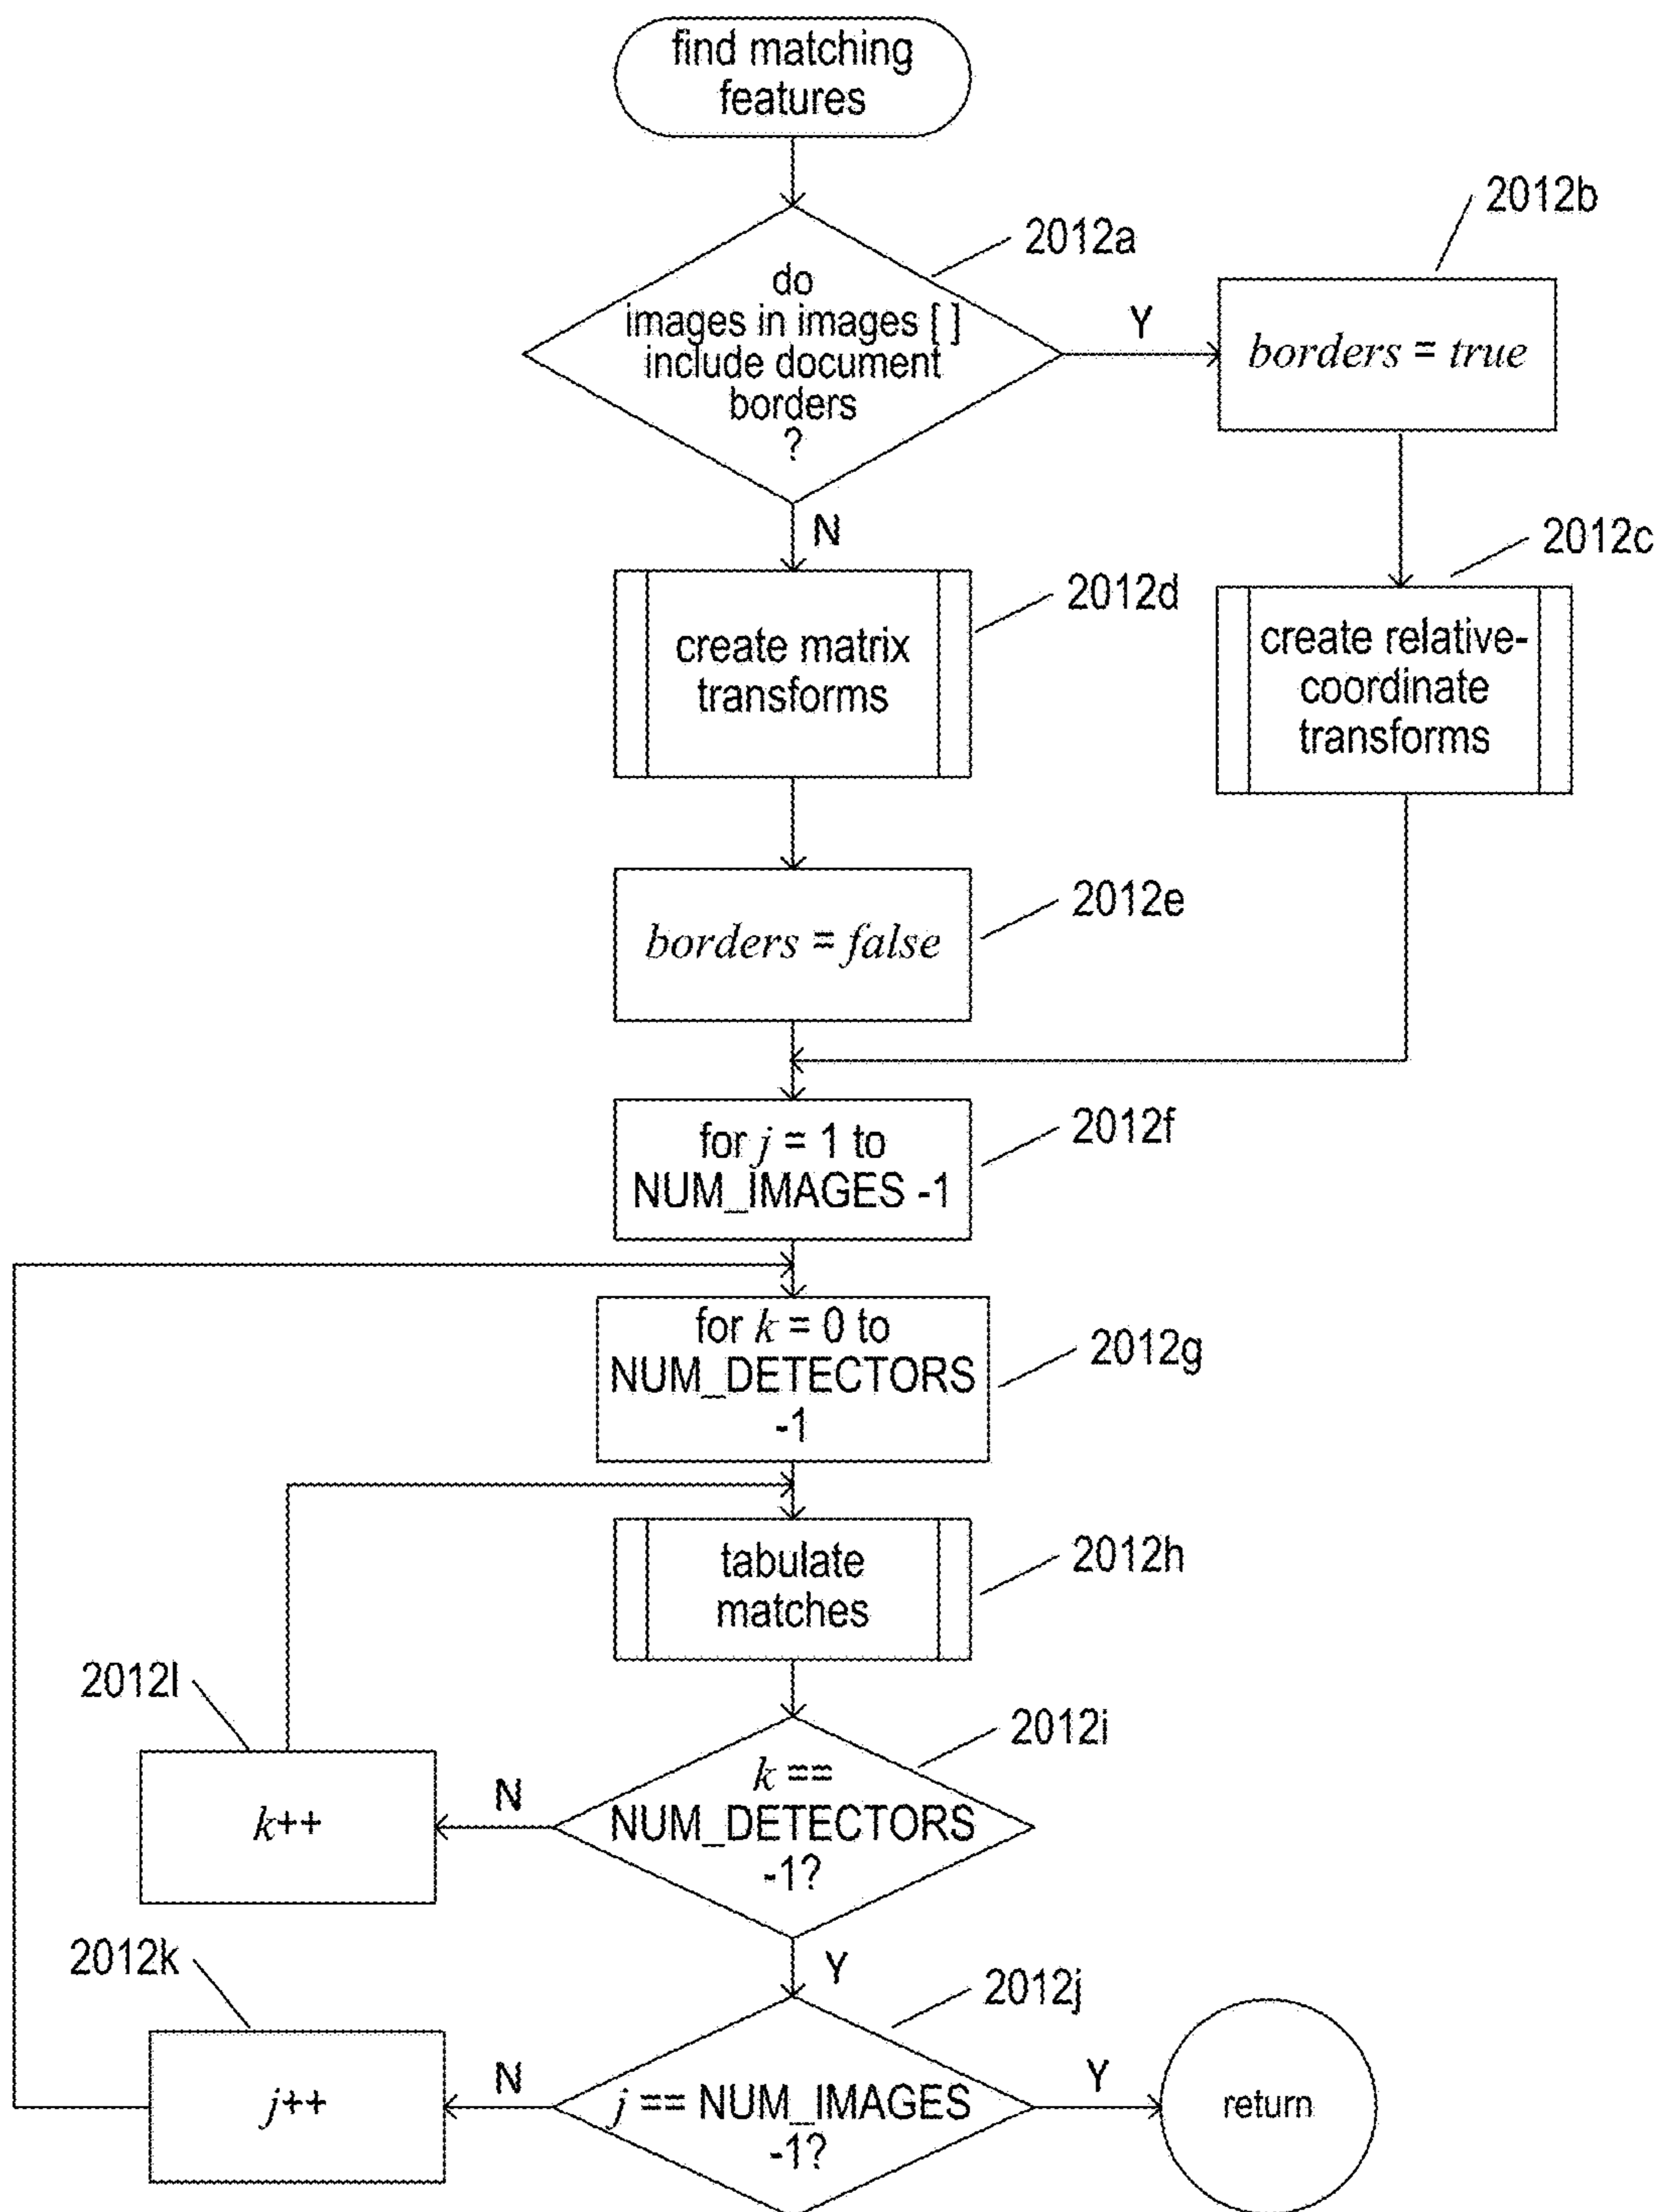 find matching
features
2012a
2012b
do
images in images [ ]
include document
borders
?
Y
borders = true
N
2012c
2012d
create matrix
transforms
create relative-
coordinate
transforms
2012e
borders = false
2012f
for j = 1 to
NUM_IMAGES -1
2012g
for k = 0 to
NUM_DETECTORS
-1
2012h
tabulate
matches
2012l
2012i
k++
N
k ==
NUM_DETECTORS
-1?
Y
2012k
2012j
j++
N
j == NUM_IMAGES
-1?
Y
return